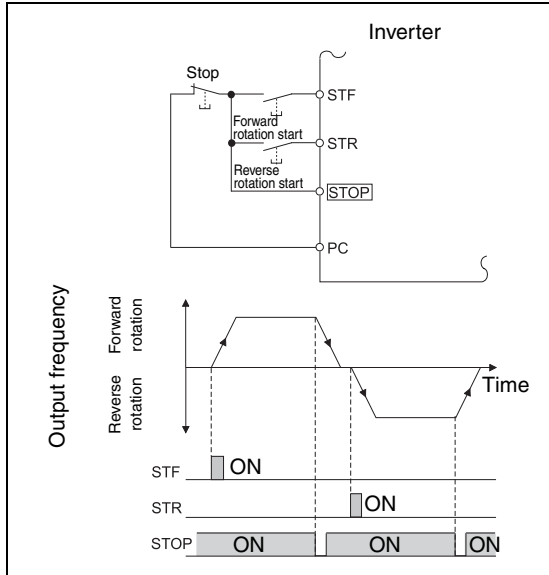 Inverter
Stop
STF
Forward
rotation start
STR
Reverse
rotation start
STOP
PC
Output frequency
Forward
rotation
Reverse
rotation
Time
STF
ON
STR
ON
STOP
ON
ON
ON